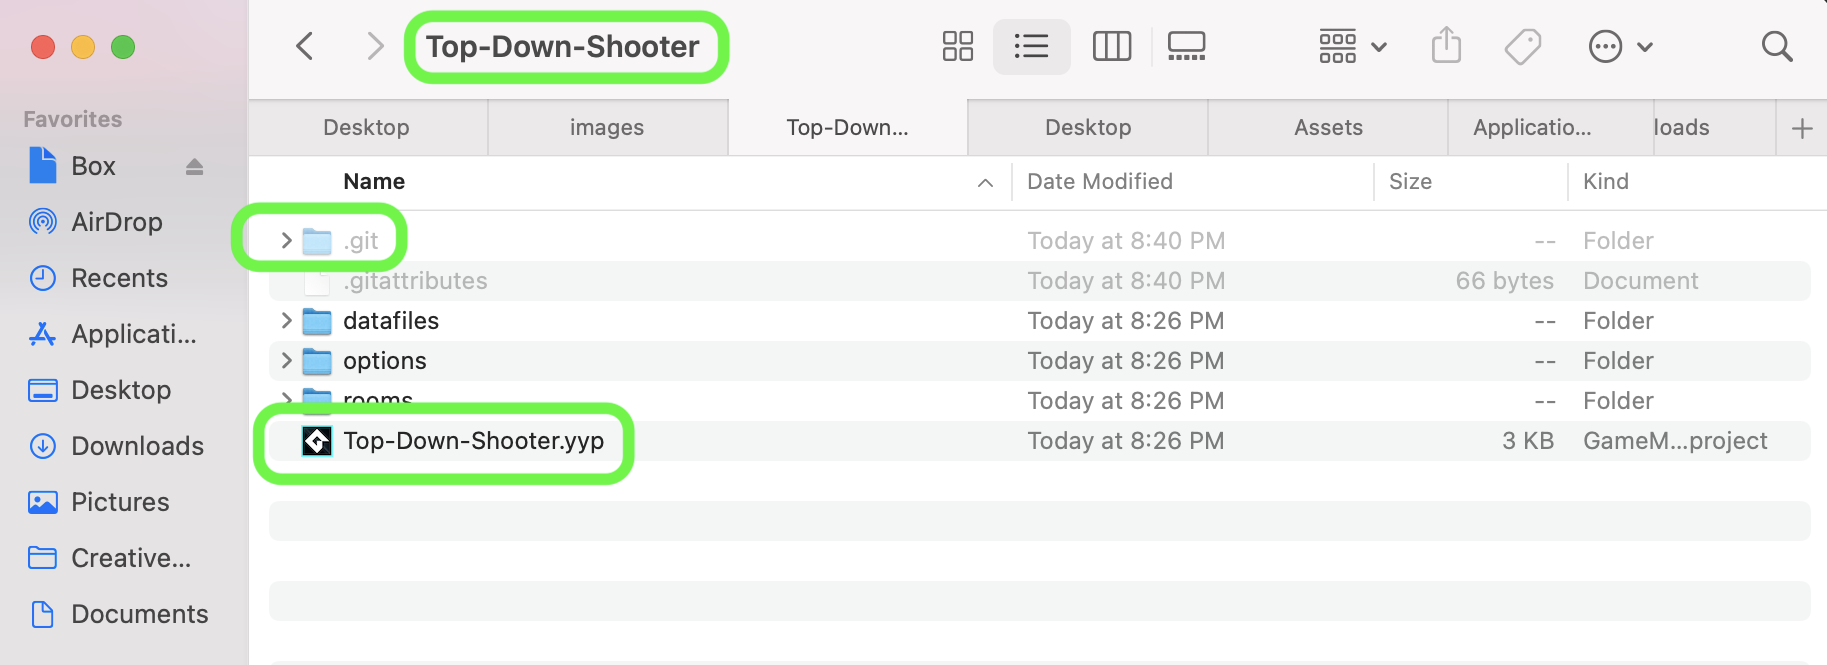 Top-Down-Shooter
Favorites
Box
AirDrop
Recents
Applicati...
Desktop
Downloads
Pictures
Creative...
Documents
Desktop images Top-Down... Desktop Assets Applicatio... loads
Name Date Modified Size Kind
.git Today at 8:40 PM -- Folder
.gitattributes Today at 8:40 PM 66 bytes Document
datafiles Today at 8:26 PM -- Folder
options Today at 8:26 PM -- Folder
rooms Today at 8:26 PM -- Folder
Top-Down-Shooter.yyp Today at 8:26 PM 3 KB GameM...project